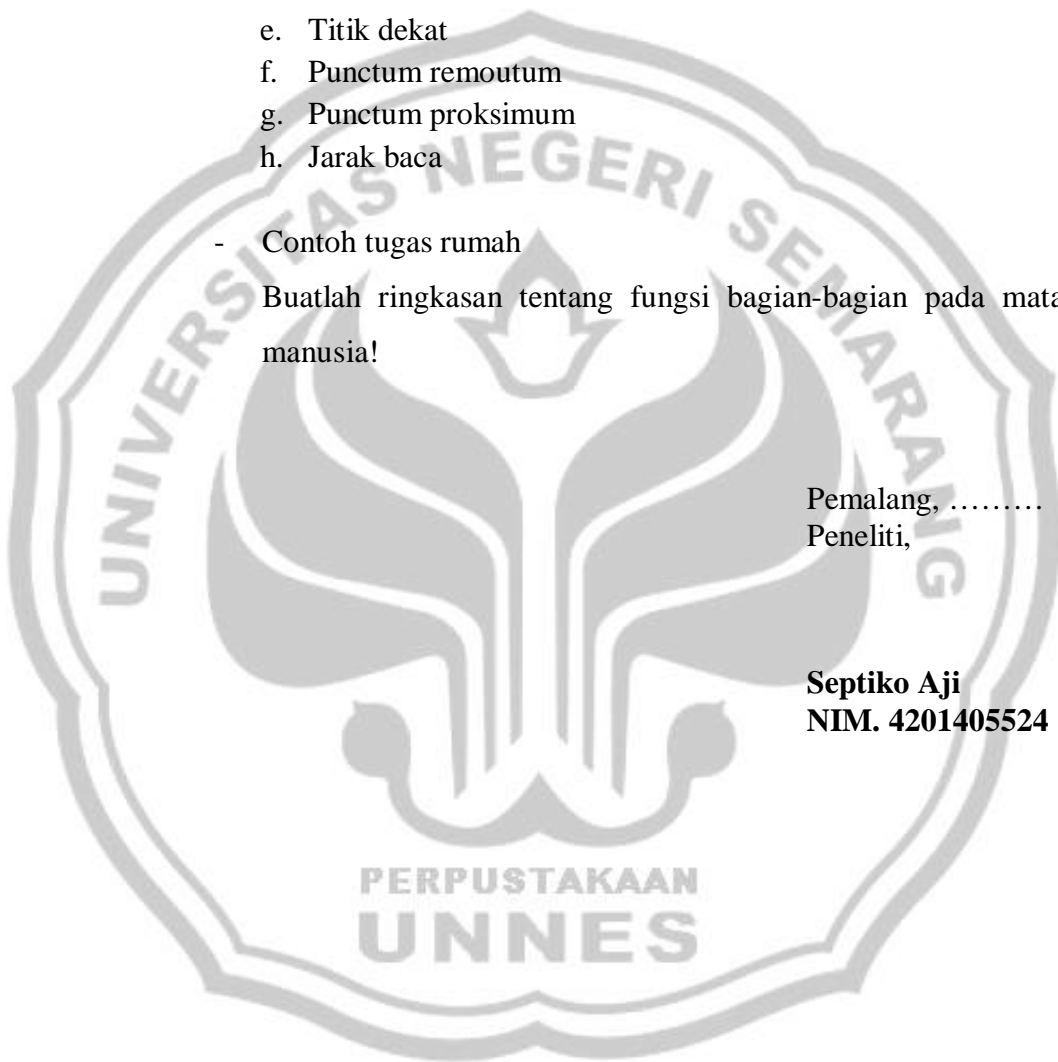 e. Titik dekat
f. Punctum remoutum
g. Punctum proksimum
h. Jarak baca
- Contoh tugas rumah
Buatlah ringkasan tentang fungsi bagian-bagian pada mata
manusia!
Pemalang, ………
Peneliti,
Septiko Aji
NIM. 4201405524
UNIVERSITAS NEGERI SEMARANG
PERPUSTAKAAN
UNNES